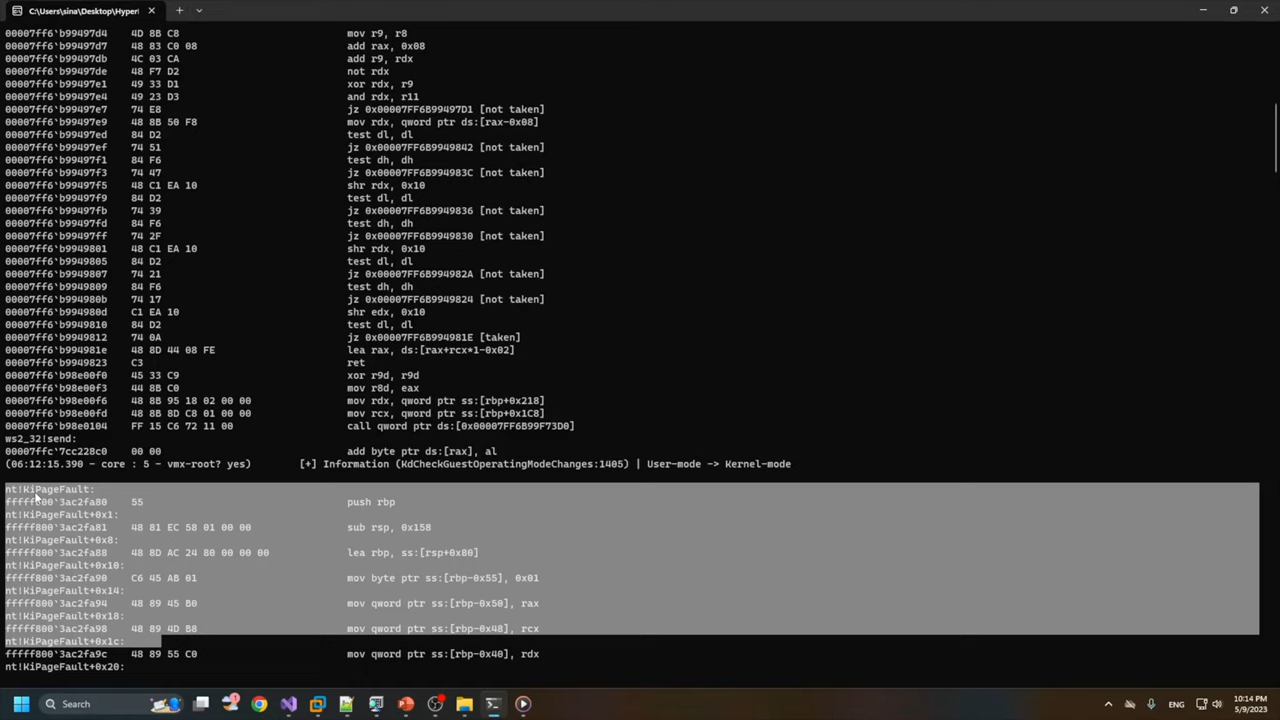 C:\Users\sina\Desktop\Hyperl
00007ff6`b99497d4 4D 8B C8 mov r9, r8
00007ff6`b99497d7 48 83 C0 08 add rax, 0x08
00007ff6`b99497db 4C 03 CA add r9, rdx
00007ff6`b99497de 48 F7 D2 not rdx
00007ff6`b99497e1 49 33 D1 xor rdx, r9
00007ff6`b99497e4 49 23 D3 and rdx, r11
00007ff6`b99497e7 74 E8 jz 0x00007FF6B99497D1 [not taken]
00007ff6`b99497e9 48 8B 50 F8 mov rdx, qword ptr ds:[rax-0x08]
00007ff6`b99497ed 84 D2 test dl, dl
00007ff6`b99497ef 74 51 jz 0x00007FF6B9949842 [not taken]
00007ff6`b99497f1 84 F6 test dh, dh
00007ff6`b99497f3 74 47 jz 0x00007FF6B994983C [not taken]
00007ff6`b99497f5 48 C1 EA 10 shr rdx, 0x10
00007ff6`b99497f9 84 D2 test dl, dl
00007ff6`b99497fb 74 39 jz 0x00007FF6B9949836 [not taken]
00007ff6`b99497fd 84 F6 test dh, dh
00007ff6`b99497ff 74 2F jz 0x00007FF6B9949830 [not taken]
00007ff6`b9949801 48 C1 EA 10 shr rdx, 0x10
00007ff6`b9949805 84 D2 test dl, dl
00007ff6`b9949807 74 21 jz 0x00007FF6B994982A [not taken]
00007ff6`b9949809 84 F6 test dh, dh
00007ff6`b994980b 74 17 jz 0x00007FF6B9949824 [not taken]
00007ff6`b994980d C1 EA 10 shr edx, 0x10
00007ff6`b9949810 84 D2 test dl, dl
00007ff6`b9949812 74 0A jz 0x00007FF6B994981E [taken]
00007ff6`b994981e 48 8D 44 08 FE lea rax, ds:[rax+rcx*1-0x02]
00007ff6`b9949823 C3 ret
00007ff6`b98e00f0 45 33 C9 xor r9d, r9d
00007ff6`b98e00f3 44 8B C0 mov r8d, eax
00007ff6`b98e00f6 48 8B 95 18 02 00 00 mov rdx, qword ptr ss:[rbp+0x218]
00007ff6`b98e00fd 48 8B 8D C8 01 00 00 mov rcx, qword ptr ss:[rbp+0x1C8]
00007ff6`b98e0104 FF 15 C6 72 11 00 call qword ptr ds:[0x00007FF6B99F73D0]
ws2_32!send:
00007ffc`7cc228c0 00 00 add byte ptr ds:[rax], al
(06:12:15.390 - core : 5 - vmx-root? yes) [+] Information (KdCheckGuestOperatingModeChanges:1405) | User-mode -> Kernel-mode
nt!KiPageFault:
fffff800`3ac2fa80 55 push rbp
nt!KiPageFault+0x1:
fffff800`3ac2fa81 48 81 EC 58 01 00 00 sub rsp, 0x158
nt!KiPageFault+0x8:
fffff800`3ac2fa88 48 8D AC 24 80 00 00 00 lea rbp, ss:[rsp+0x80]
nt!KiPageFault+0x10:
fffff800`3ac2fa90 C6 45 AB 01 mov byte ptr ss:[rbp-0x55], 0x01
nt!KiPageFault+0x14:
fffff800`3ac2fa94 48 89 45 B0 mov qword ptr ss:[rbp-0x50], rax
nt!KiPageFault+0x18:
fffff800`3ac2fa98 48 89 4D B8 mov qword ptr ss:[rbp-0x48], rcx
nt!KiPageFault+0x1c:
fffff800`3ac2fa9c 48 89 55 C0 mov qword ptr ss:[rbp-0x40], rdx
nt!KiPageFault+0x20:
Search
ENG
10:14 PM
5/9/2023